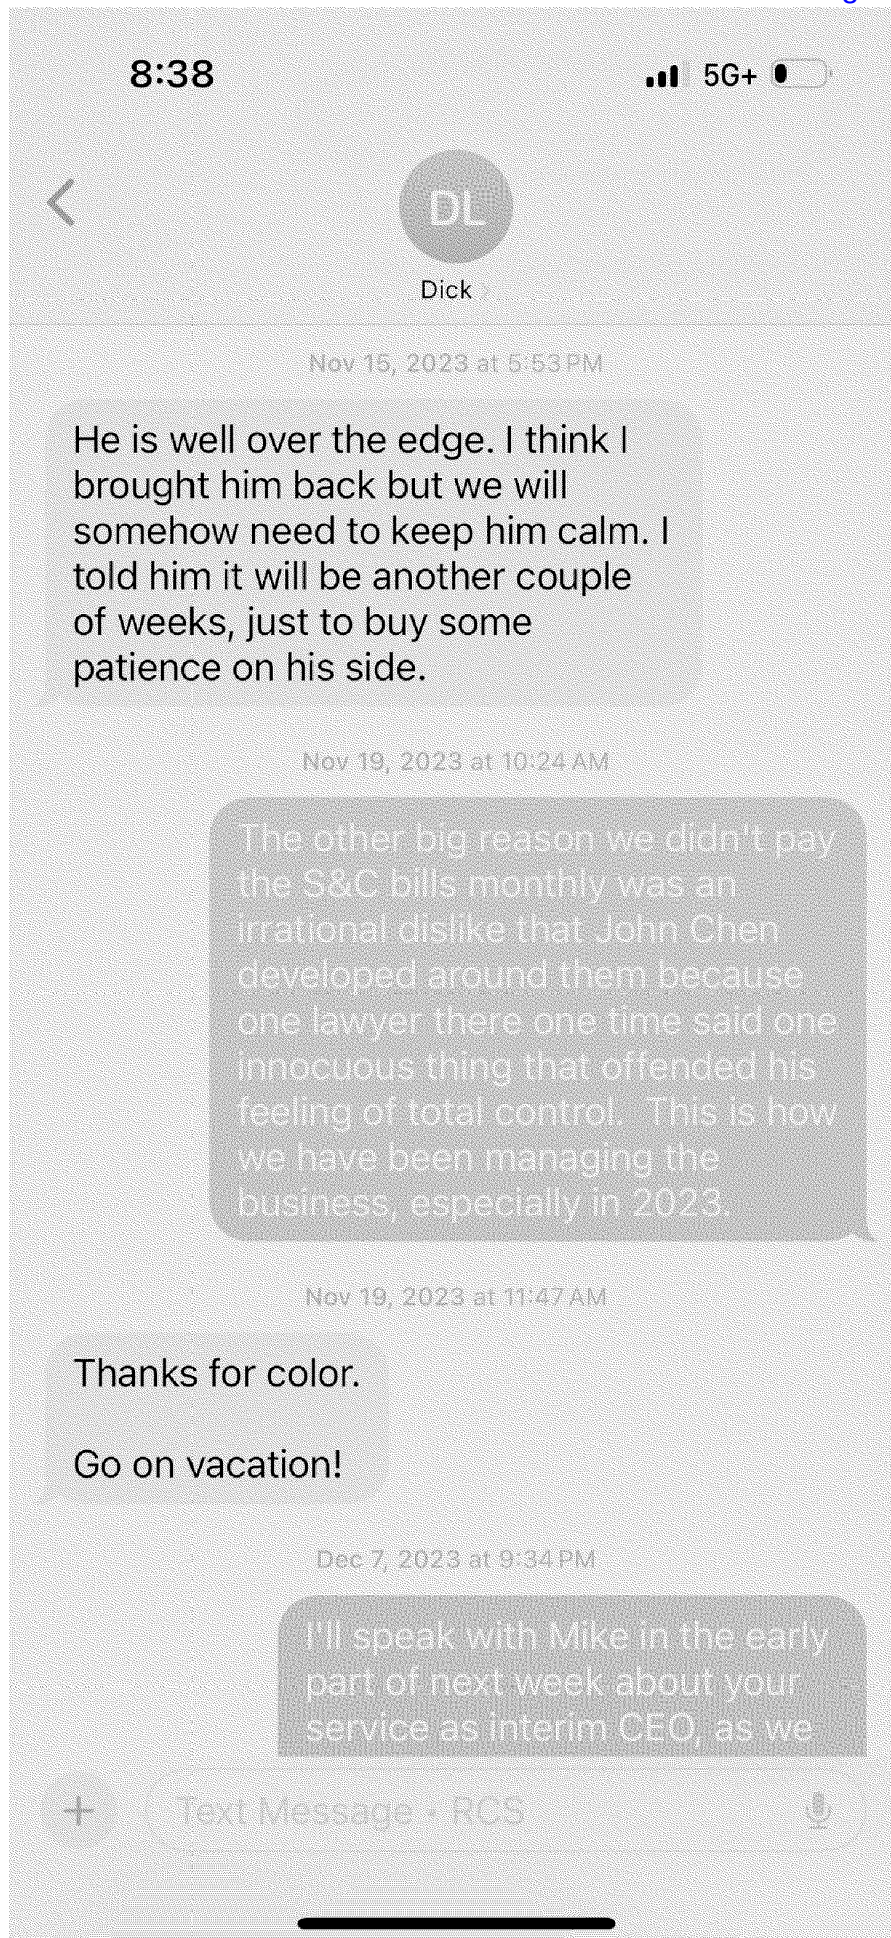 8:38
5G+
DL
Dick
Nov 15, 2023 at 5:53 PM
He is well over the edge. I think I
brought him back but we will
somehow need to keep him calm. I
told him it will be another couple
of weeks, just to buy some
patience on his side.
Nov 19, 2023 at 10:24 AM
The other big reason we didn't pay
the S&C bills monthly was an
irrational dislike that John Chen
developed around them because
one lawyer there one time said one
innocuous thing that offended his
feeling of total control.  This is how
we have been managing the
business, especially in 2023.
Nov 19, 2023 at 11:47 AM
Thanks for color.
Go on vacation!
Dec 7, 2023 at 9:34 PM
I'll speak with Mike in the early
part of next week about your
service as interim CEO, as we
Text Message • RCS